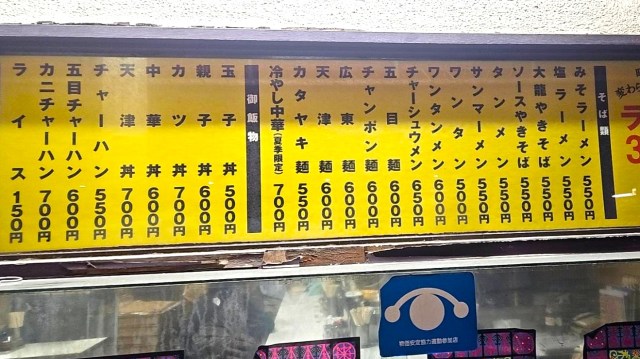 変わら
ラ
3
そば類
みそラーメン 550円
塩ラーメン 550円
大龍やきそば 550円
ソースやきそば 550円
タンメン 550円
サンマーメン 550円
ワンタン 500円
ワンタンメン 600円
チャーシュウメン 650円
五目麺 600円
チャンポン麺 600円
広東麺 600円
天津麺 600円
カタヤキ麺 600円
冷やし中華(夏季限定) 700円
御飯物
玉子丼 500円
親子丼 600円
カツ丼 700円
中華丼 600円
天津丼 700円
チャーハン 550円
五目チャーハン 600円
カニチャーハン 700円
ライス 150円